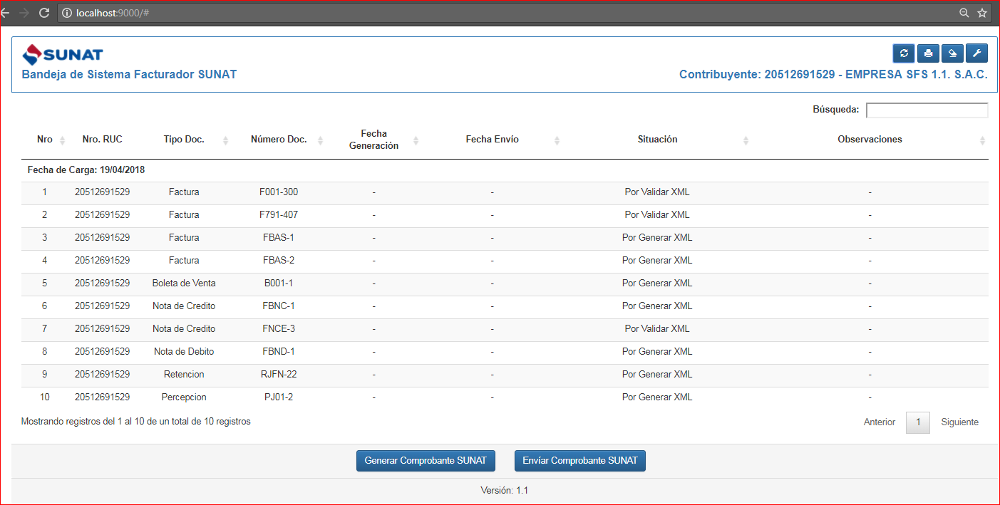 localhost:9000/#
SUNAT
Bandeja de Sistema Facturador SUNAT
Contribuyente: 20512691529 - EMPRESA SFS 1.1. S.A.C.
Búsqueda:
Nro Nro. RUC Tipo Doc. Número Doc. Fecha Generación Fecha Envío Situación Observaciones
Fecha de Carga: 19/04/2018
1 20512691529 Factura F001-300 - - Por Validar XML -
2 20512691529 Factura F791-407 - - Por Validar XML -
3 20512691529 Factura FBAS-1 - - Por Generar XML -
4 20512691529 Factura FBAS-2 - - Por Generar XML -
5 20512691529 Boleta de Venta B001-1 - - Por Generar XML -
6 20512691529 Nota de Credito FBNC-1 - - Por Generar XML -
7 20512691529 Nota de Credito FNCE-3 - - Por Validar XML -
8 20512691529 Nota de Debito FBND-1 - - Por Generar XML -
9 20512691529 Retencion RJFN-22 - - Por Generar XML -
10 20512691529 Percepcion PJ01-2 - - Por Generar XML -
Mostrando registros del 1 al 10 de un total de 10 registros
Anterior 1 Siguiente
Generar Comprobante SUNAT Envíar Comprobante SUNAT
Versión: 1.1